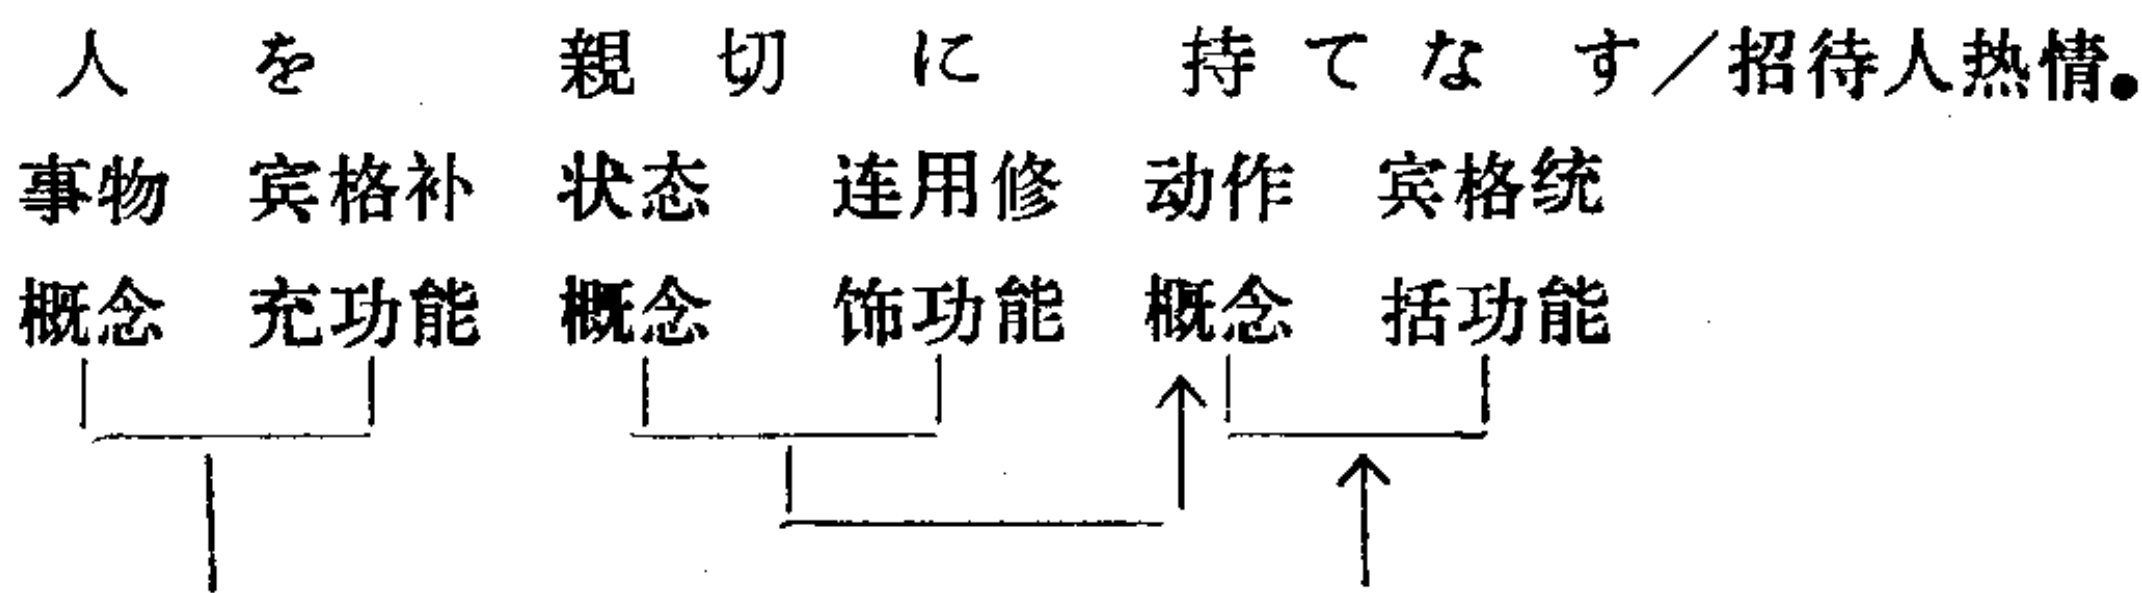 人を 親切に 持てなす／招待人热情。
事物 宾格补 状态 连用修 动作 宾格统
概念 充功能 概念 饰功能 概念 括功能